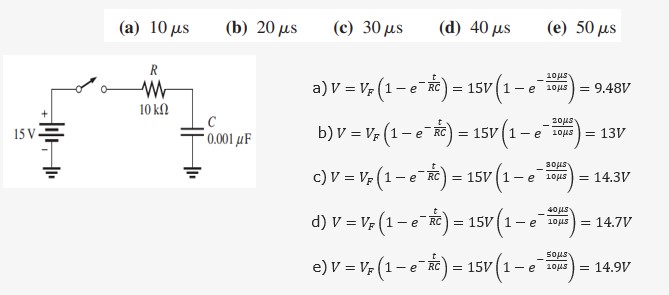 (a) 10 μs (b) 20 μs (c) 30 μs (d) 40 μs (e) 50 μs
R
10 kΩ
+
15 V
-
C
0.001 μF
a) V = V_F (1 − e^(−t/RC)) = 15V (1 − e^(−10μs/10μs)) = 9.48V
b) V = V_F (1 − e^(−t/RC)) = 15V (1 − e^(−20μs/10μs)) = 13V
c) V = V_F (1 − e^(−t/RC)) = 15V (1 − e^(−30μs/10μs)) = 14.3V
d) V = V_F (1 − e^(−t/RC)) = 15V (1 − e^(−40μs/10μs)) = 14.7V
e) V = V_F (1 − e^(−t/RC)) = 15V (1 − e^(−50μs/10μs)) = 14.9V